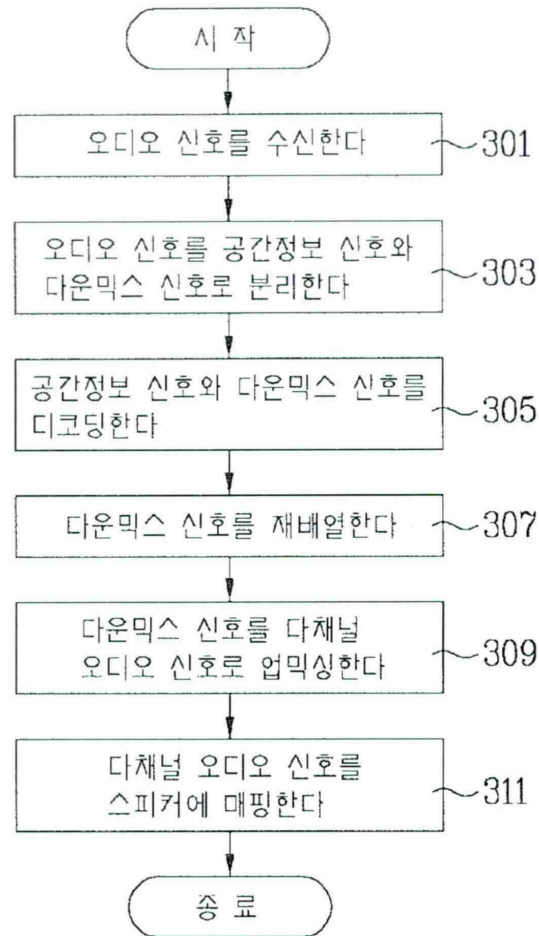 시 작
오디오 신호를 수신한다
301
오디오 신호를 공간정보 신호와
다운믹스 신호로 분리한다
303
공간정보 신호와 다운믹스 신호를
디코딩한다
305
다운믹스 신호를 재배열한다
307
다운믹스 신호를 다채널
오디오 신호로 업믹싱한다
309
다채널 오디오 신호를
스피커에 매핑한다
311
종 료